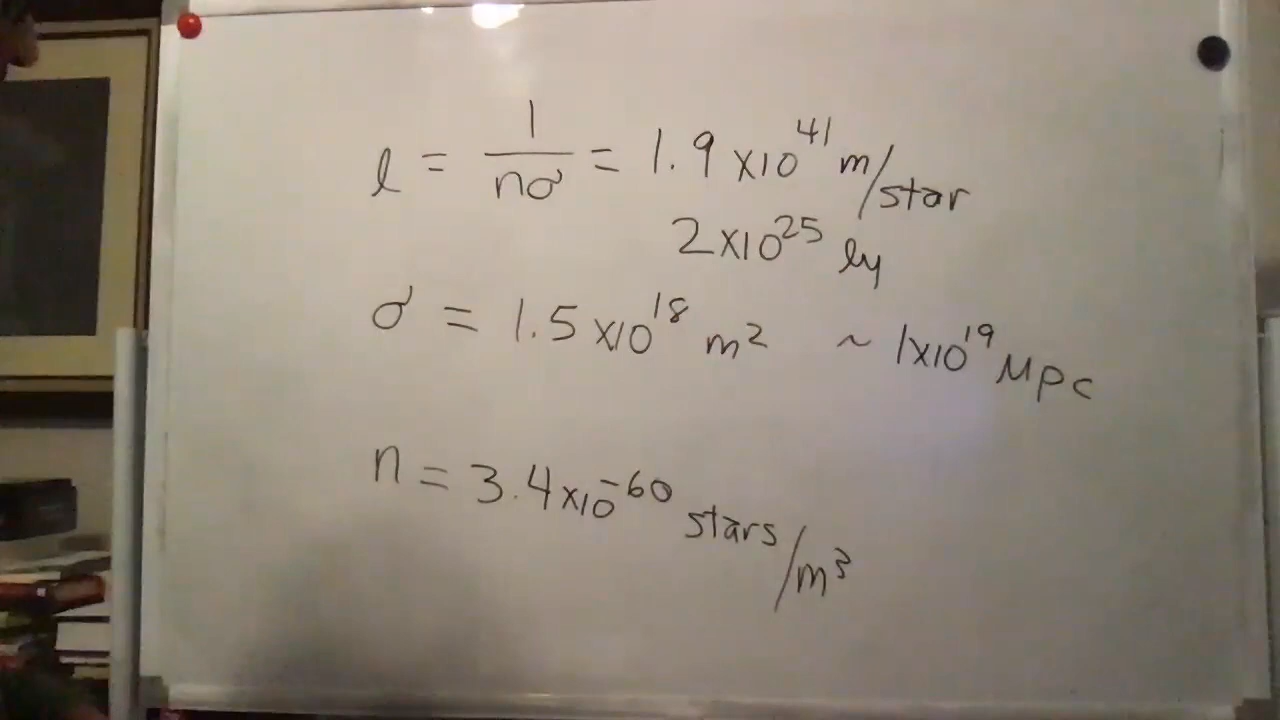 l = 1/nσ = 1.9 x10^41 m/star
2x10^25 ly
σ = 1.5 x10^18 m^2 ~ 1x10^19 Mpc
n = 3.4x10^-60 stars/m^3